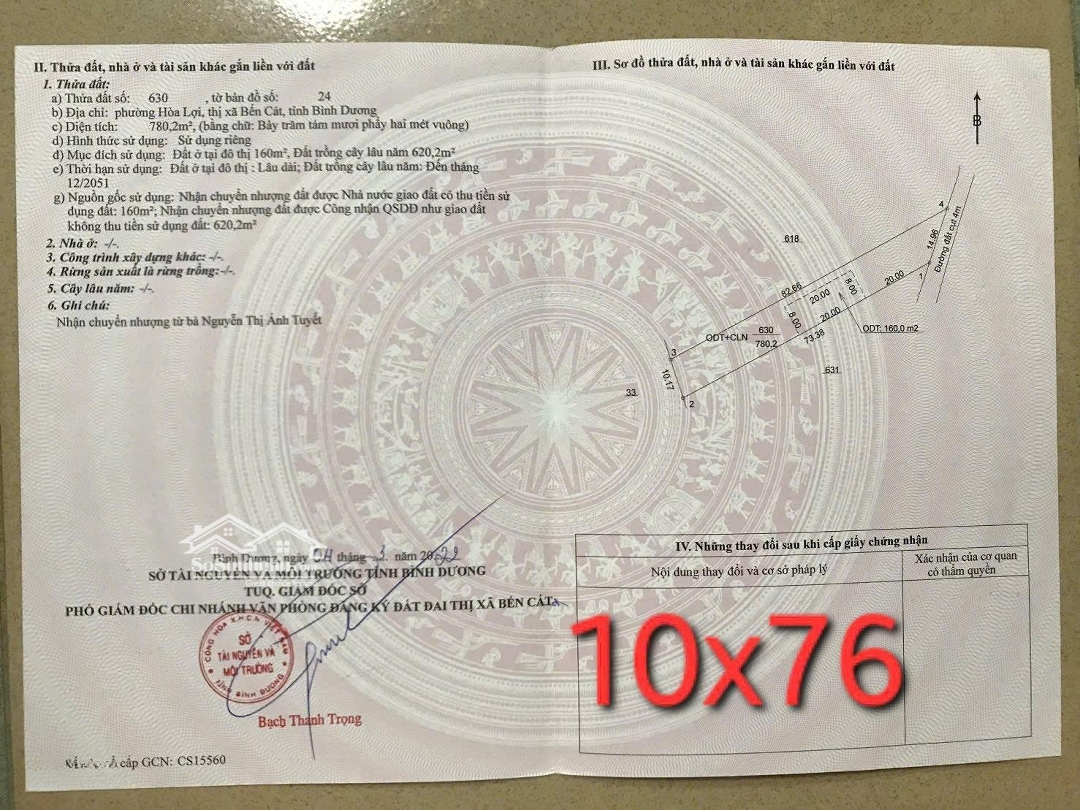 II. Thửa đất, nhà ở và tài sản khác gắn liền với đất
1. Thửa đất:
a) Thửa đất số: 630 , tờ bản đồ số: 24
b) Địa chỉ: phường Hòa Lợi, thị xã Bến Cát, tỉnh Bình Dương
c) Diện tích: 780,2m², (bằng chữ: Bảy trăm tám mươi phẩy hai mét vuông)
d) Hình thức sử dụng: Sử dụng riêng
đ) Mục đích sử dụng: Đất ở tại đô thị 160m², Đất trồng cây lâu năm 620,2m²
e) Thời hạn sử dụng: Đất ở tại đô thị : Lâu dài; Đất trồng cây lâu năm: Đến tháng
12/2051
g) Nguồn gốc sử dụng: Nhận chuyển nhượng đất được Nhà nước giao đất có thu tiền sử
dụng đất: 160m²; Nhận chuyển nhượng đất được Công nhận QSDĐ như giao đất
không thu tiền sử dụng đất: 620,2m²
2. Nhà ở: -/-.
3. Công trình xây dựng khác: -/-.
4. Rừng sản xuất là rừng trồng:-/-.
5. Cây lâu năm: -/-.
6. Ghi chú:
Nhận chuyển nhượng từ bà Nguyễn Thị Ánh Tuyết
Bình Dương, ngày 04 tháng 3 năm 20
SỞ TÀI NGUYÊN VÀ MÔI TRƯỜNG TỈNH BÌNH DƯƠNG
TUQ. GIÁM ĐỐC SỞ
PHÓ GIÁM ĐỐC CHI NHÁNH VĂN PHÒNG ĐĂNG KÝ ĐẤT ĐAI THỊ XÃ BẾN CÁT
CỘNG HÒA X.H.C.N VIỆT NAM
SỞ
TÀI NGUYÊN VÀ
MÔI TRƯỜNG
TỈNH BÌNH DƯƠNG
Bạch Thanh Trọng
cấp GCN: CS15560
III. Sơ đồ thửa đất, nhà ở và tài sản khác gắn liền với đất
B
4
14.96
Đường đất cụt 4m
1
618
62.66
20.00
8.00
20.00
8.00
20.00
73.38
ODT: 160,0 m2
ODT+CLN
630
780,2
3
10.17
2
33
631
IV. Những thay đổi sau khi cấp giấy chứng nhận
Nội dung thay đổi và cơ sở pháp lý
Xác nhận của cơ quan
có thẩm quyền
10x76